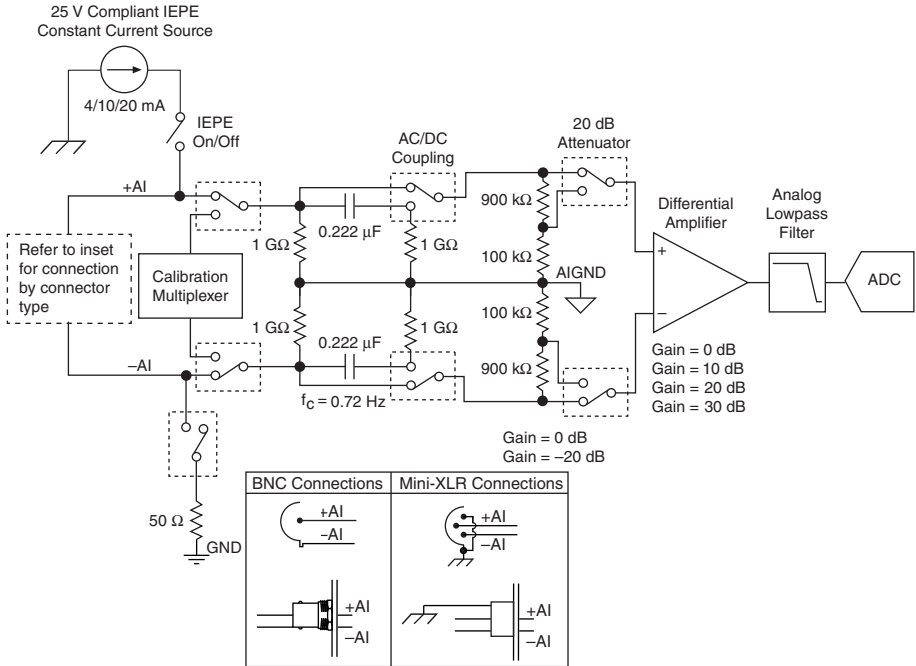 25 V Compliant IEPE
Constant Current Source
4/10/20 mA
IEPE
On/Off
+AI
Refer to inset
for connection
by connector
type
–AI
Calibration
Multiplexer
50 Ω
GND
1 GΩ
1 GΩ
0.222 µF
0.222 µF
fc = 0.72 Hz
AC/DC
Coupling
1 GΩ
1 GΩ
900 kΩ
100 kΩ
AIGND
100 kΩ
900 kΩ
20 dB
Attenuator
Gain = 0 dB
Gain = –20 dB
Differential
Amplifier
+
–
Gain = 0 dB
Gain = 10 dB
Gain = 20 dB
Gain = 30 dB
Analog
Lowpass
Filter
ADC
BNC Connections
+AI
–AI
+AI
–AI
Mini-XLR Connections
+AI
–AI
+AI
–AI